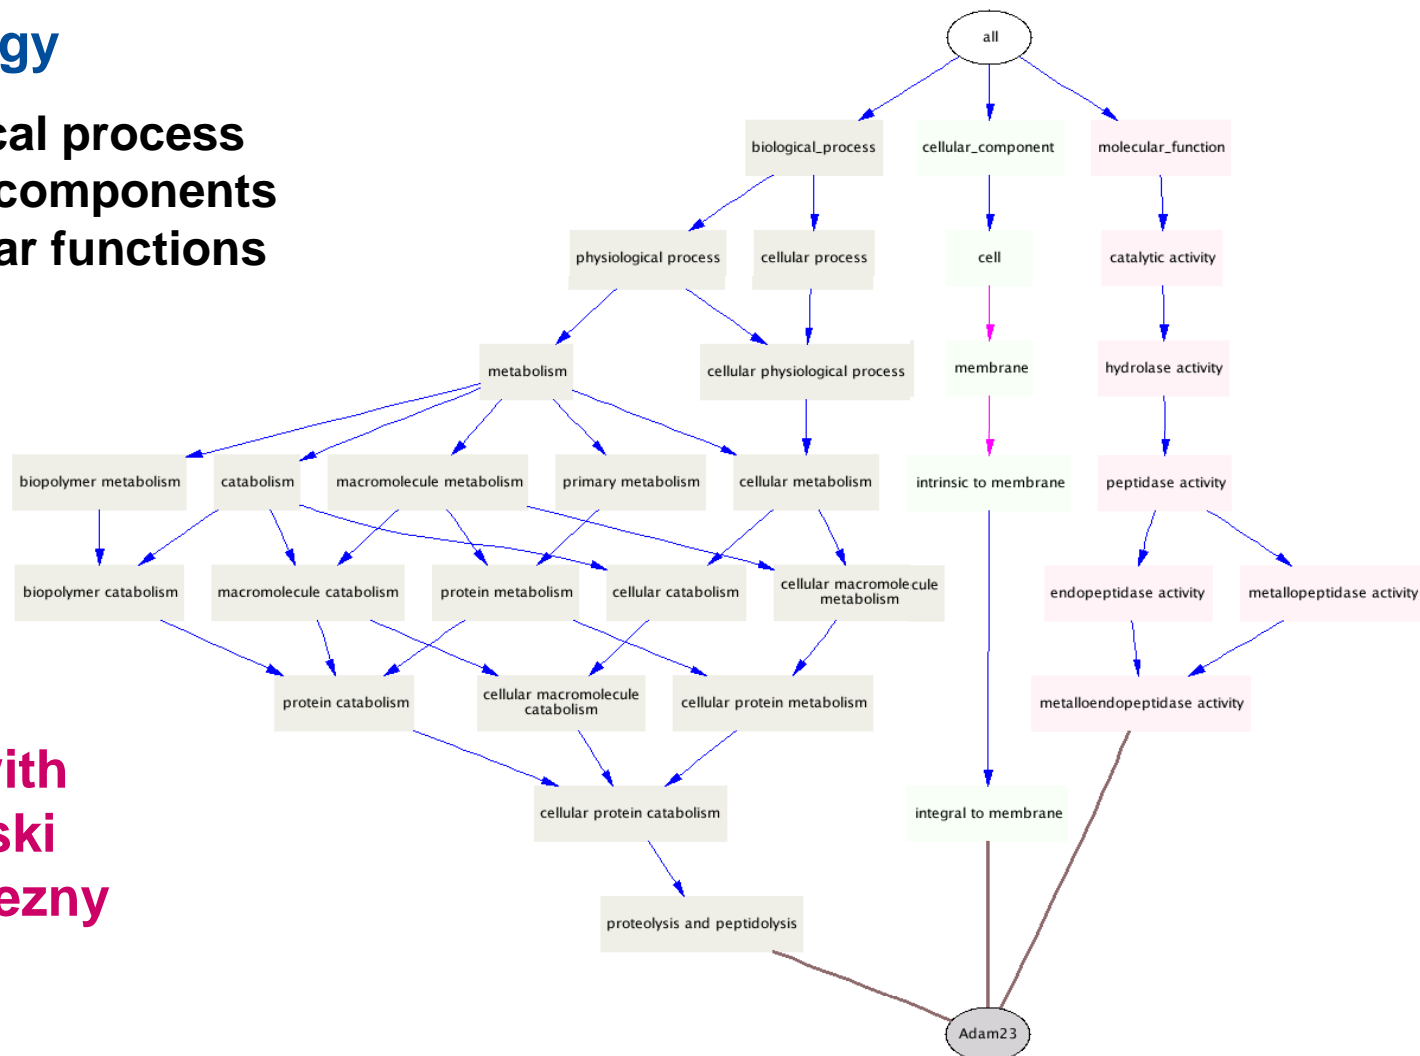 gy
cal process
components
ar functions
with
ski
ezny
all
biological_process
cellular_component
molecular_function
physiological process
cellular process
cell
catalytic activity
metabolism
cellular physiological process
membrane
hydrolase activity
biopolymer metabolism
catabolism
macromolecule metabolism
primary metabolism
cellular metabolism
intrinsic to membrane
peptidase activity
biopolymer catabolism
macromolecule catabolism
protein metabolism
cellular catabolism
cellular macromolecule
metabolism
endopeptidase activity
metallopeptidase activity
protein catabolism
cellular macromolecule
catabolism
cellular protein metabolism
metalloendopeptidase activity
cellular protein catabolism
integral to membrane
proteolysis and peptidolysis
Adam23